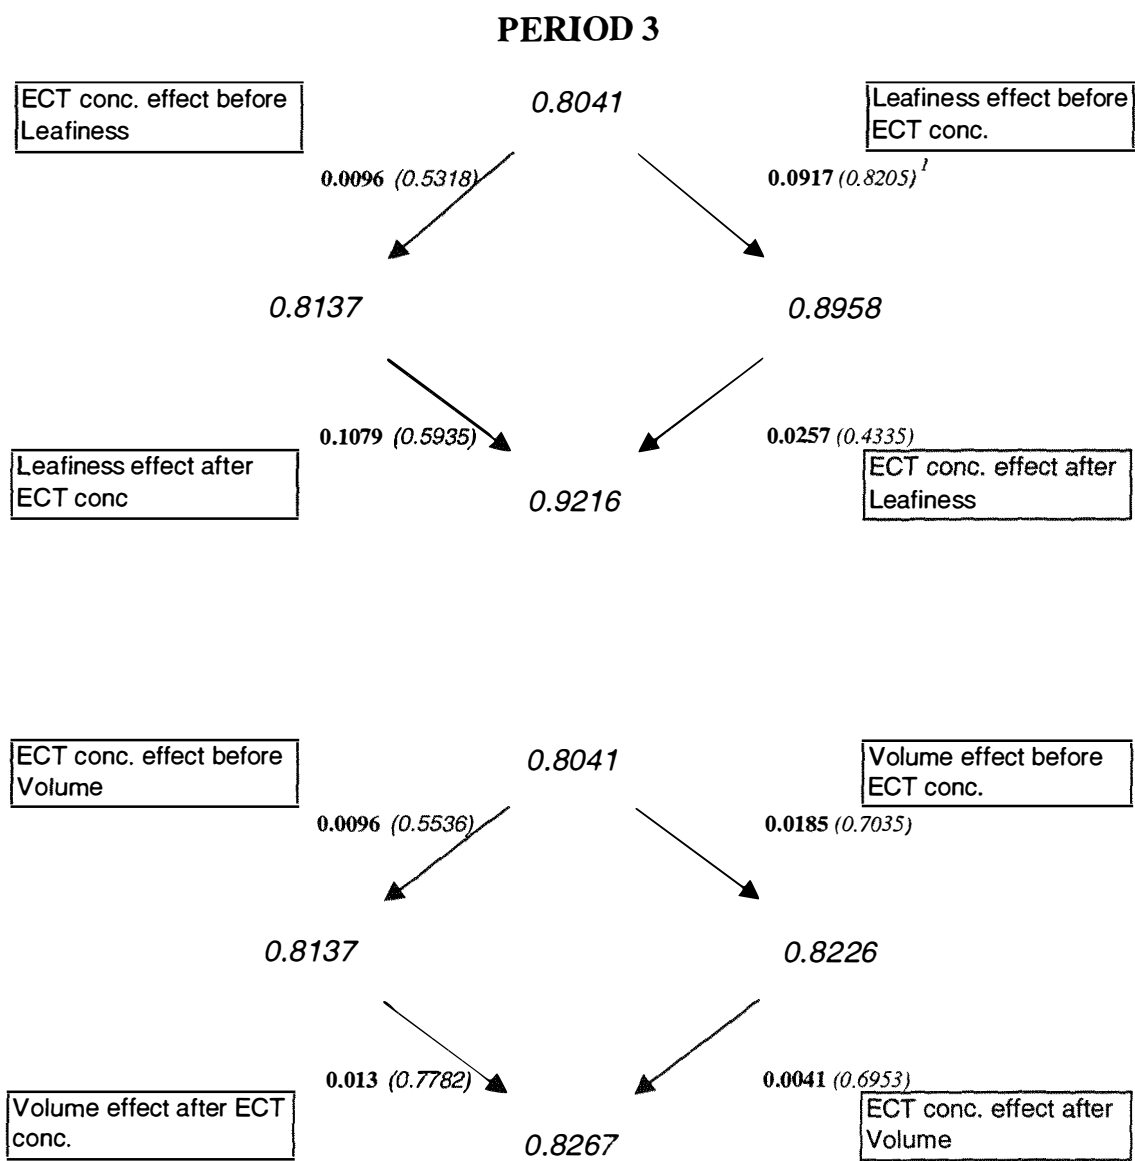 PERIOD 3
ECT conc. effect before
Leafiness
0.8041
Leafiness effect before
ECT conc.
0.0096 (0.5318)
0.0917 (0.8205) 1
0.8137
0.8958
0.1079 (0.5935)
0.0257 (0.4335)
Leafiness effect after
ECT conc
0.9216
ECT conc. effect after
Leafiness
ECT conc. effect before
Volume
0.8041
Volume effect before
ECT conc.
0.0096 (0.5536)
0.0185 (0.7035)
0.8137
0.8226
0.013 (0.7782)
0.0041 (0.6953)
Volume effect after ECT
conc.
0.8267
ECT conc. effect after
Volume